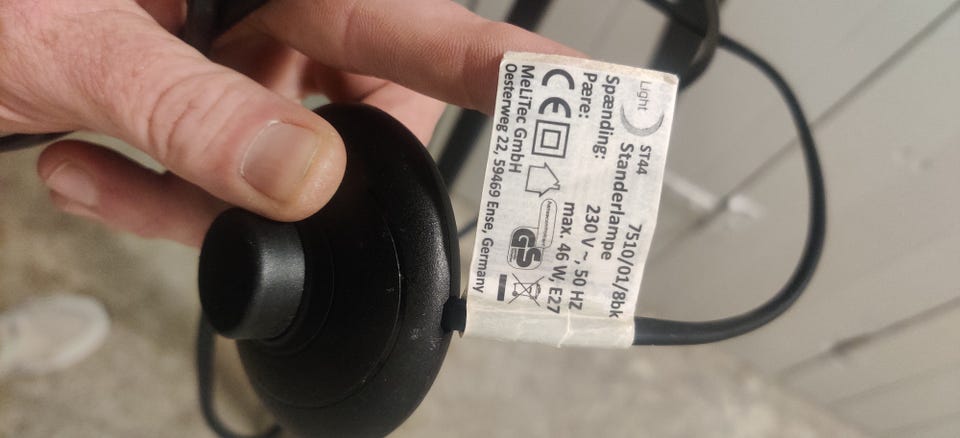 Light
ST44 7510/01/8bk
Standerlampe
Spænding: 230 V ~, 50 HZ
Pære: max. 46 W, E27
CE GS
MeLiTec GmbH
Oesterweg 22, 59469 Ense, Germany